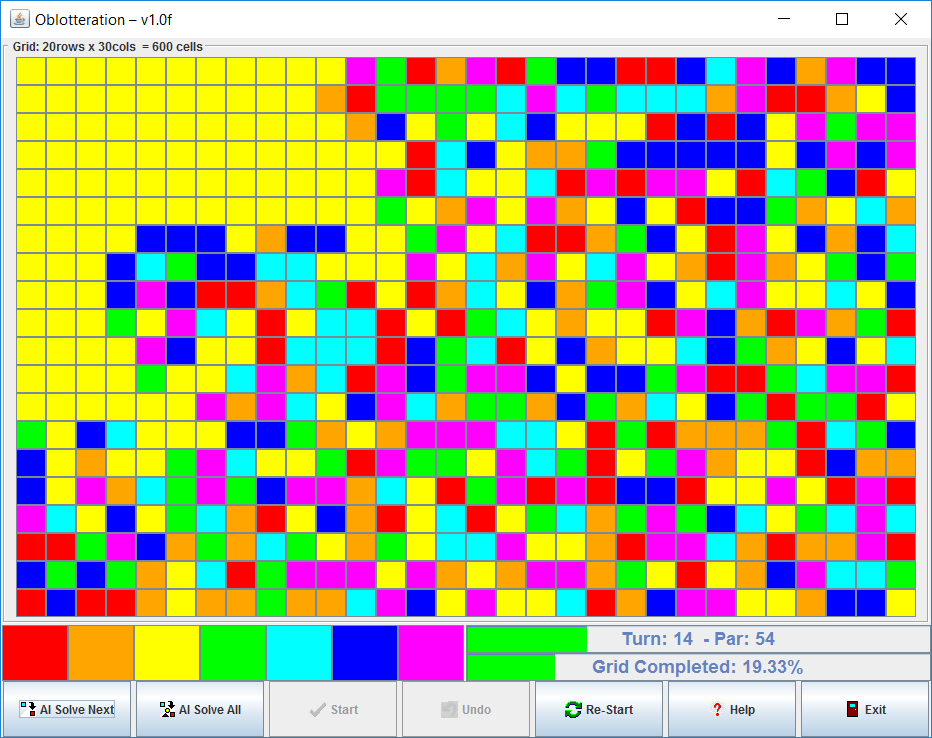 Oblotteration – v1.0f
Grid: 20rows x 30cols = 600 cells
Turn: 14 - Par: 54
Grid Completed: 19.33%
AI Solve Next
AI Solve All
Start
Undo
Re-Start
Help
Exit